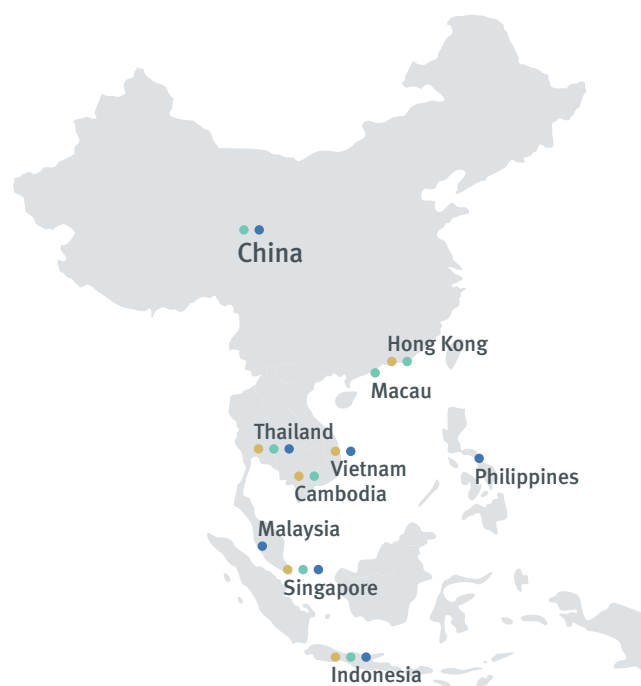 China
Hong Kong
Macau
Thailand
Vietnam
Cambodia
Philippines
Malaysia
Singapore
Indonesia